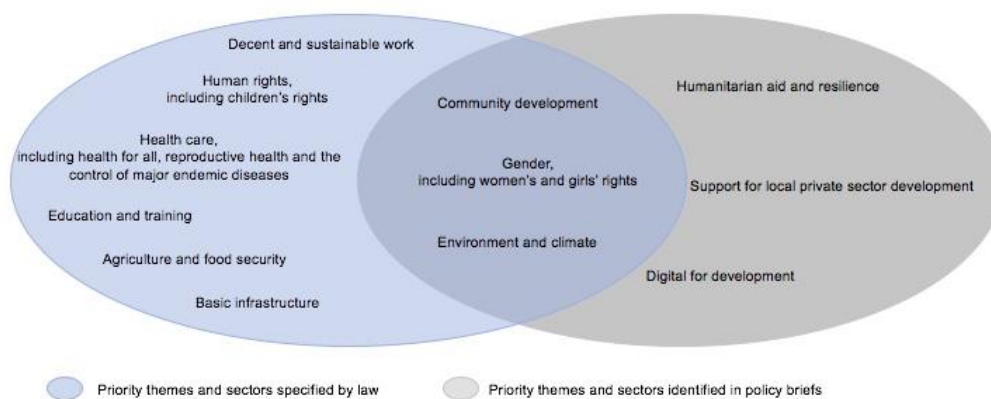 Decent and sustainable work
Human rights,
including children's rights
Health care,
including health for all, reproductive health and the
control of major endemic diseases
Education and training
Agriculture and food security
Basic infrastructure
Community development
Gender,
including women's and girls' rights
Environment and climate
Humanitarian aid and resilience
Support for local private sector development
Digital for development
Priority themes and sectors specified by law
Priority themes and sectors identified in policy briefs